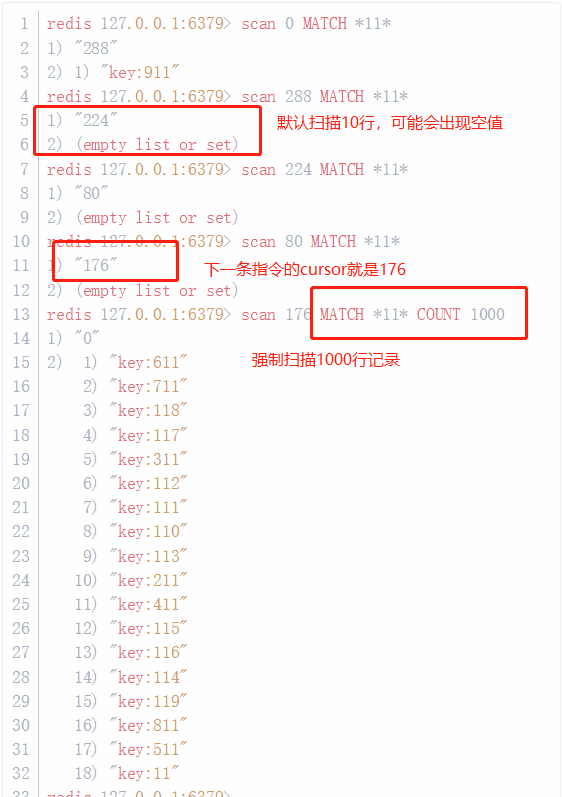 1 redis 127.0.0.1:6379> scan 0 MATCH *11*
2 1) "288"
3 2) 1) "key:911"
4 redis 127.0.0.1:6379> scan 288 MATCH *11*
5 1) "224" 默认扫描10行，可能会出现空值
6 2) (empty list or set)
7 redis 127.0.0.1:6379> scan 224 MATCH *11*
8 1) "80"
9 2) (empty list or set)
10 redis 127.0.0.1:6379> scan 80 MATCH *11*
11 1) "176" 下一条指令的cursor就是176
12 2) (empty list or set)
13 redis 127.0.0.1:6379> scan 176 MATCH *11* COUNT 1000
14 1) "0" 强制扫描1000行记录
15 2) 1) "key:611"
16 2) "key:711"
17 3) "key:118"
18 4) "key:117"
19 5) "key:311"
20 6) "key:112"
21 7) "key:111"
22 8) "key:110"
23 9) "key:113"
24 10) "key:211"
25 11) "key:411"
26 12) "key:115"
27 13) "key:116"
28 14) "key:114"
29 15) "key:119"
30 16) "key:811"
31 17) "key:511"
32 18) "key:11"
33 redis 127.0.0.1:6379>